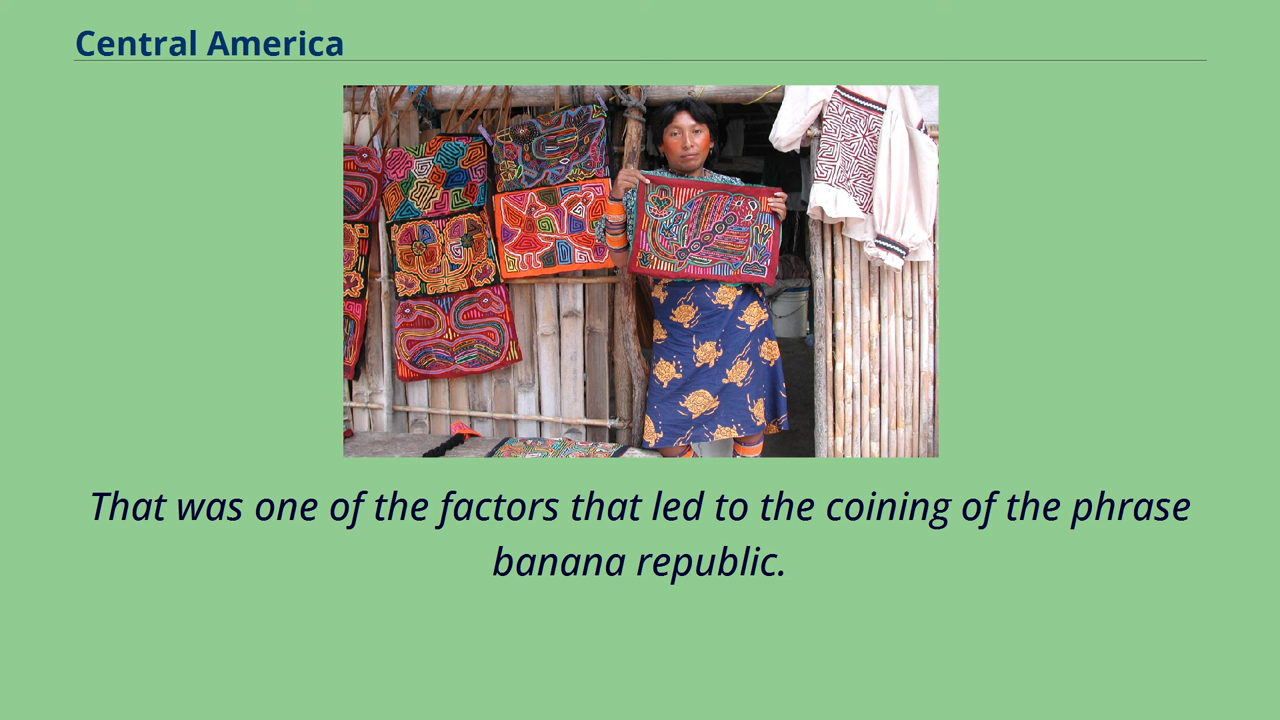 Central America
That was one of the factors that led to the coining of the phrase
banana republic.